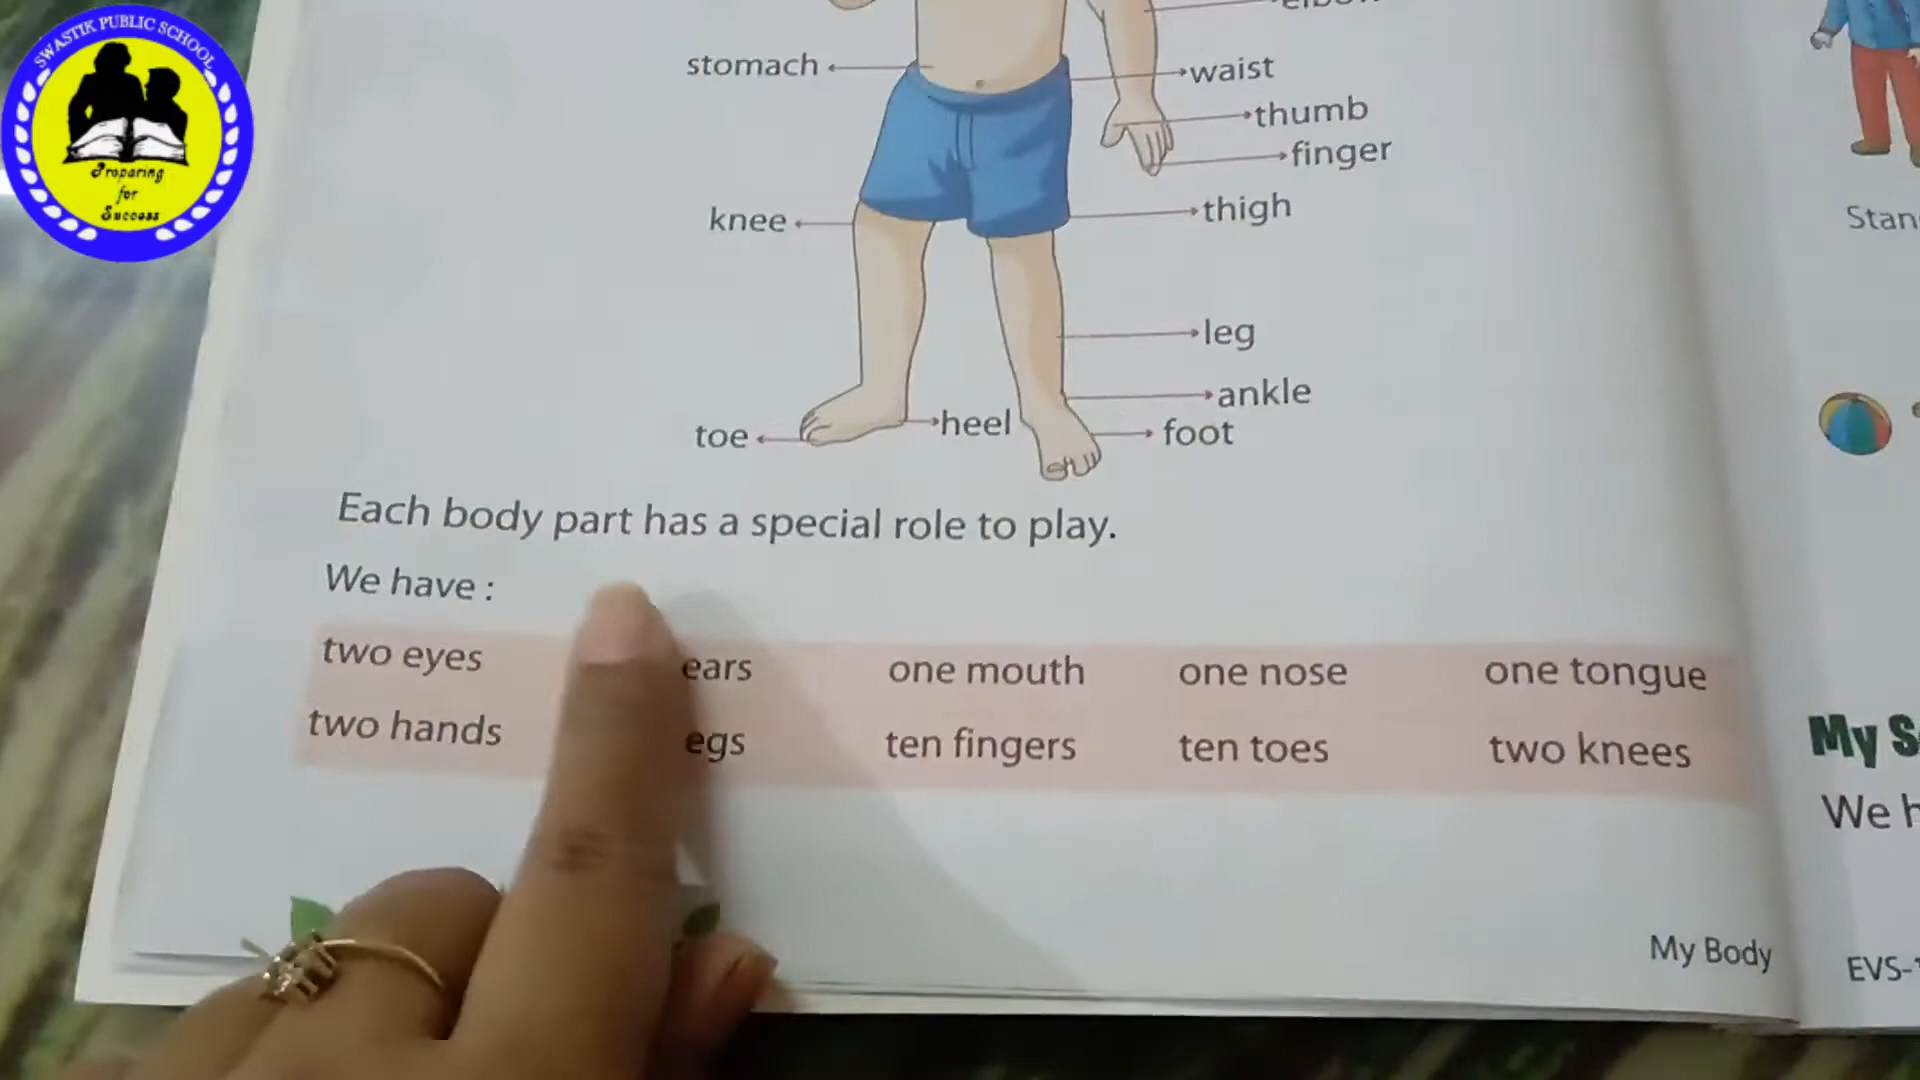 SWASTIK PUBLIC SCHOOL
Preparing
for
Success
stomach
waist
thumb
finger
knee
thigh
leg
ankle
toe
heel
foot
Each body part has a special role to play.
We have :
two eyes ears one mouth one nose one tongue
two hands egs ten fingers ten toes two knees
My Body
Stan
My S
We h
EVS-